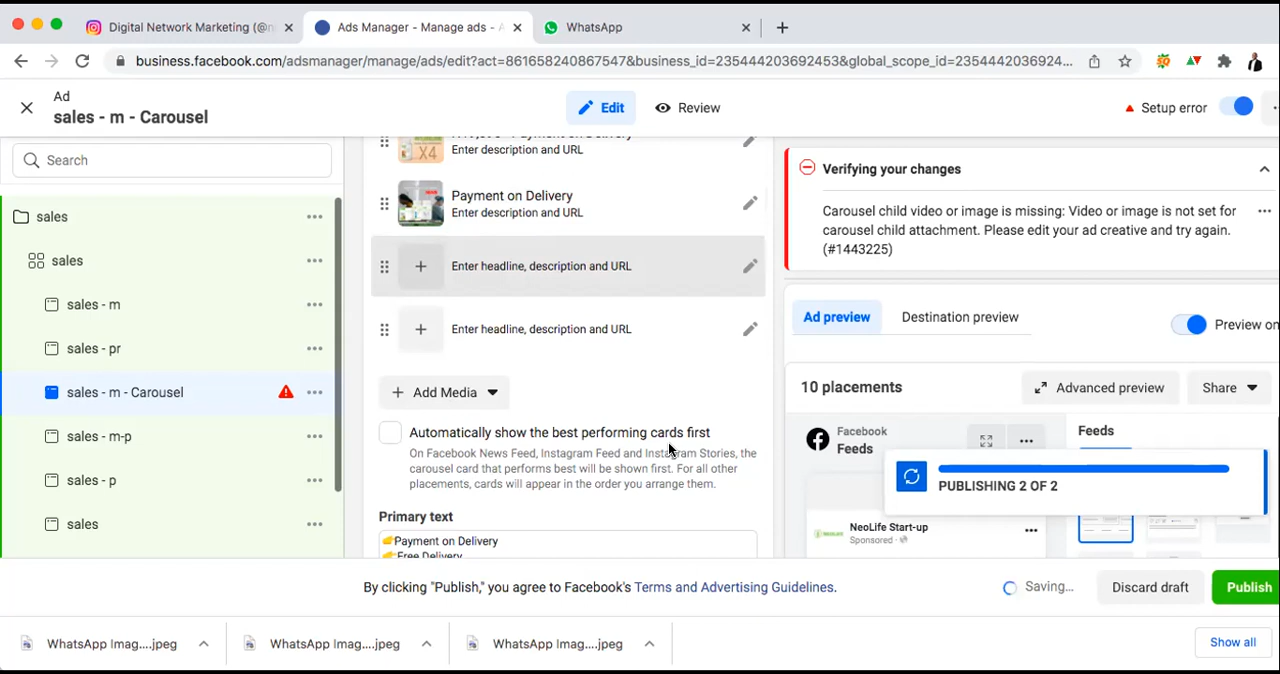 Digital Network Marketing (@n
Ads Manager - Manage ads - A
WhatsApp
business.facebook.com/adsmanager/manage/ads/edit?act=861658240867547&business_id=235444203692453&global_scope_id=2354442036924...
Ad
sales - m - Carousel
Edit
Review
Setup error
Search
sales
sales
sales - m
sales - pr
sales - m - Carousel
sales - m-p
sales - p
sales
X4
Payment on Delivery
Enter description and URL
Payment on Delivery
Enter description and URL
Enter headline, description and URL
Enter headline, description and URL
Add Media
Automatically show the best performing cards first
On Facebook News Feed, Instagram Feed and Instagram Stories, the
carousel card that performs best will be shown first. For all other
placements, cards will appear in the order you arrange them.
Primary text
👉Payment on Delivery
👉Free Delivery
Verifying your changes
Carousel child video or image is missing: Video or image is not set for
carousel child attachment. Please edit your ad creative and try again.
(#1443225)
Ad preview
Destination preview
Preview on
10 placements
Advanced preview
Share
Facebook
Feeds
Feeds
PUBLISHING 2 OF 2
NeoLife Start-up
Sponsored ·
By clicking "Publish," you agree to Facebook's Terms and Advertising Guidelines.
Saving...
Discard draft
Publish
WhatsApp Imag....jpeg
WhatsApp Imag....jpeg
WhatsApp Imag....jpeg
Show all